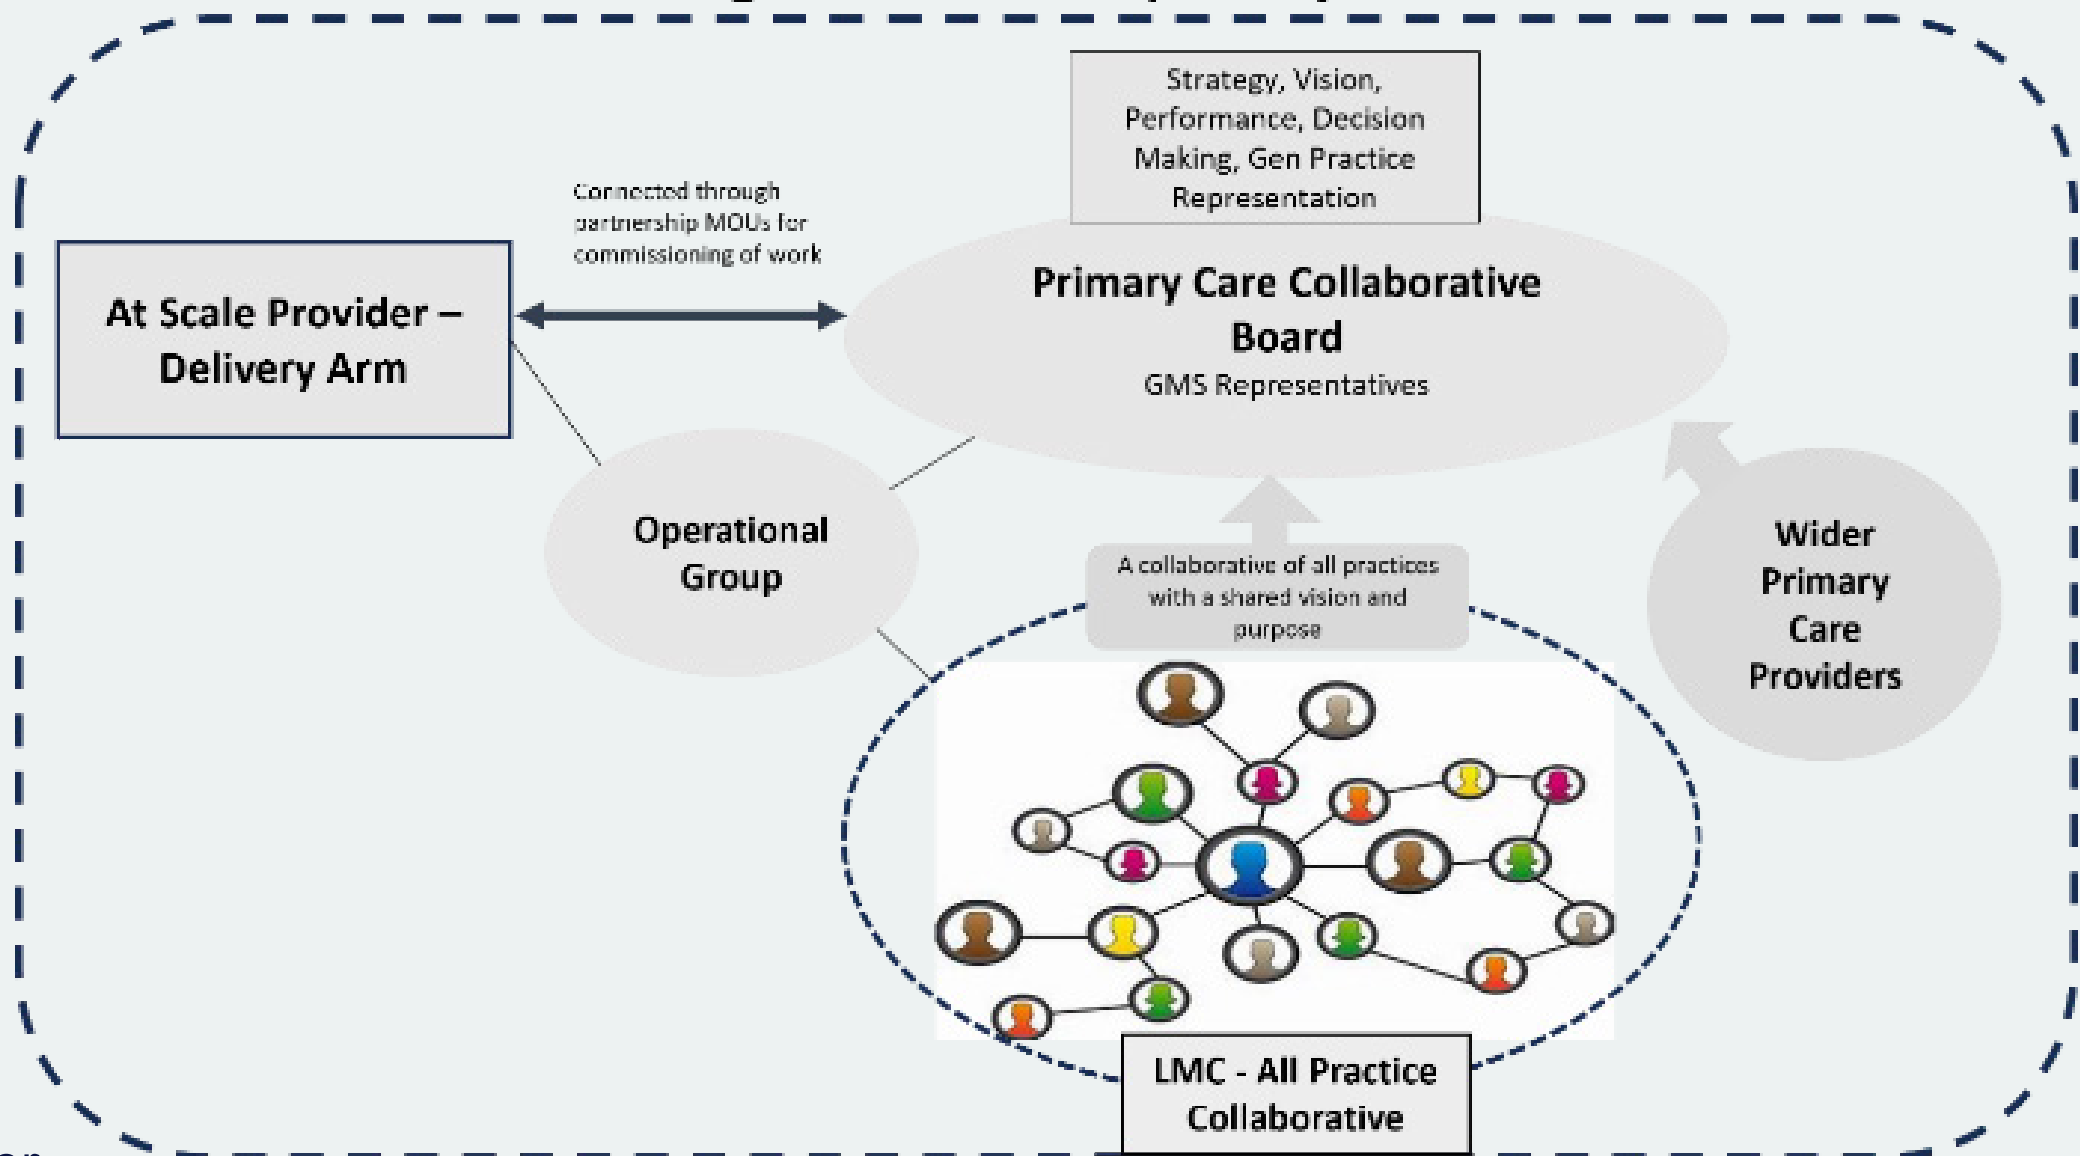 Strategy, Vision,
Performance, Decision
Making, Gen Practice
Representation
Connected through
partnership MOUs for
commissioning of work
At Scale Provider –
Delivery Arm
Primary Care Collaborative
Board
GMS Representatives
Operational
Group
A collaborative of all practices
with a shared vision and
purpose
Wider
Primary
Care
Providers
LMC - All Practice
Collaborative